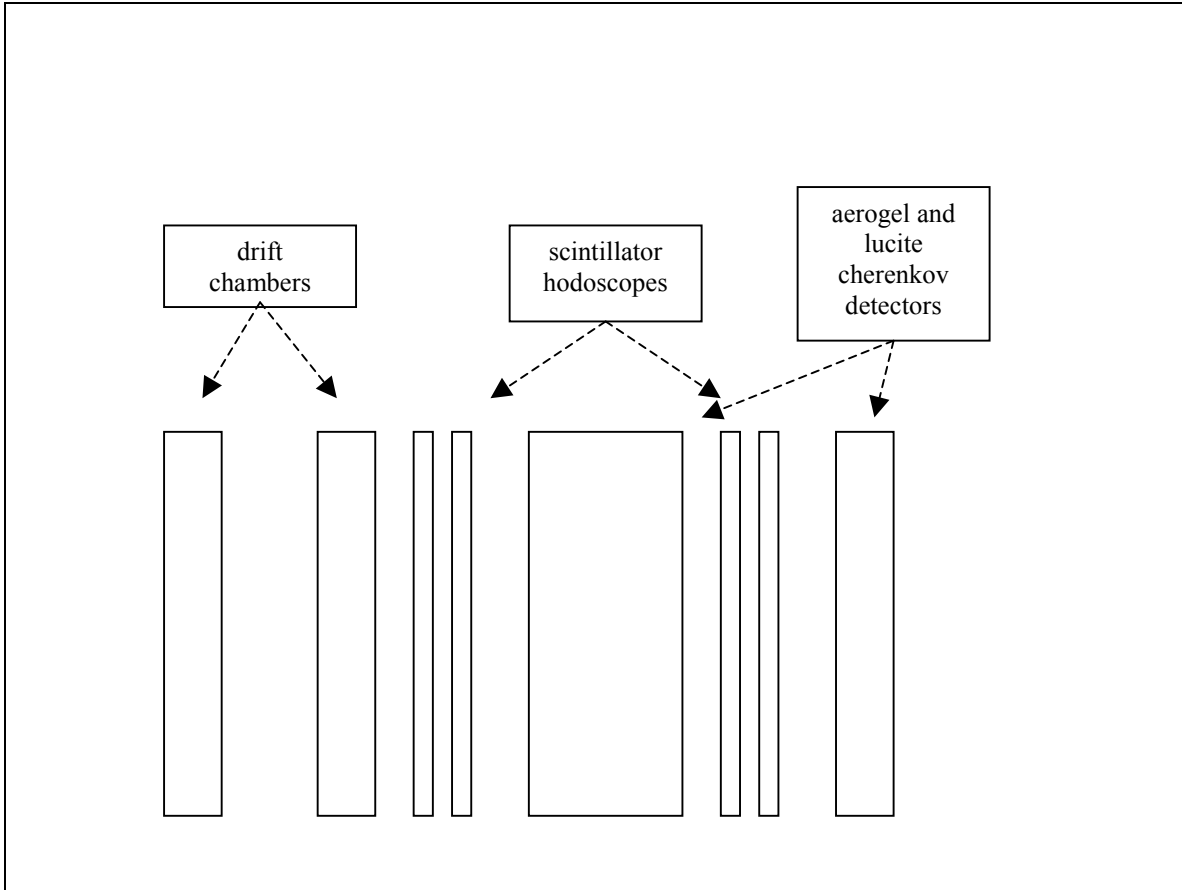 drift
chambers
scintillator
hodoscopes
aerogel and
lucite
cherenkov
detectors